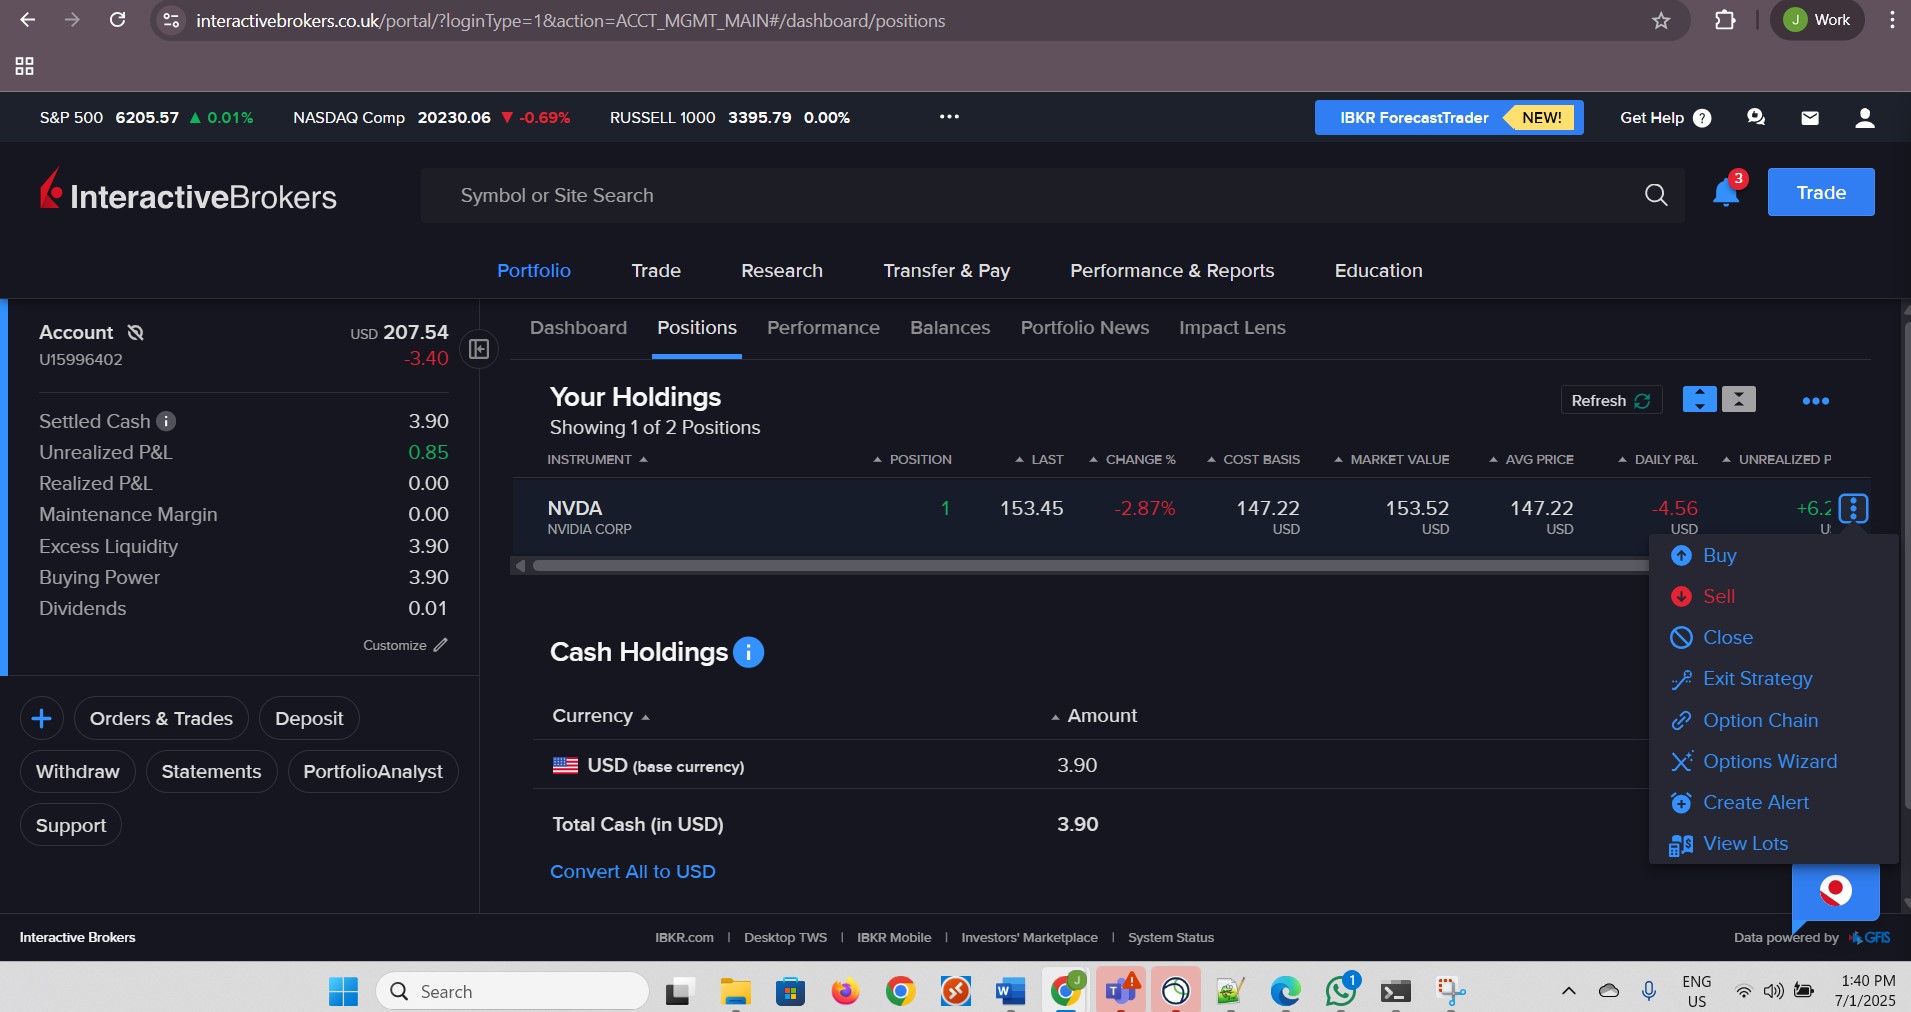 interactivebrokers.co.uk/portal/?loginType=1&action=ACCT_MGMT_MAIN#/dashboard/positions
J Work
S&P 500 6205.57 ▲ 0.01% NASDAQ Comp 20230.06 ▼ -0.69% RUSSELL 1000 3395.79 0.00% ••• IBKR ForecastTrader NEW! Get Help ?
InteractiveBrokers
Symbol or Site Search
3
Trade
Portfolio Trade Research Transfer & Pay Performance & Reports Education
Account USD 207.54
U15996402 -3.40
Settled Cash i 3.90
Unrealized P&L 0.85
Realized P&L 0.00
Maintenance Margin 0.00
Excess Liquidity 3.90
Buying Power 3.90
Dividends 0.01
Customize
+ Orders & Trades Deposit
Withdraw Statements PortfolioAnalyst
Support
Dashboard Positions Performance Balances Portfolio News Impact Lens
Your Holdings
Showing 1 of 2 Positions
Refresh •••
INSTRUMENT POSITION LAST CHANGE % COST BASIS MARKET VALUE AVG PRICE DAILY P&L UNREALIZED P
NVDA 1 153.45 -2.87% 147.22 153.52 147.22 -4.56 +6.2
NVIDIA CORP USD USD USD USD U
Buy
Sell
Close
Exit Strategy
Option Chain
Options Wizard
Create Alert
View Lots
Cash Holdings i
Currency Amount
USD (base currency) 3.90
Total Cash (in USD) 3.90
Convert All to USD
Interactive Brokers IBKR.com | Desktop TWS | IBKR Mobile | Investors' Marketplace | System Status Data powered by GFIS
Search
W
J
T
1
ENG
US
1:40 PM
7/1/2025